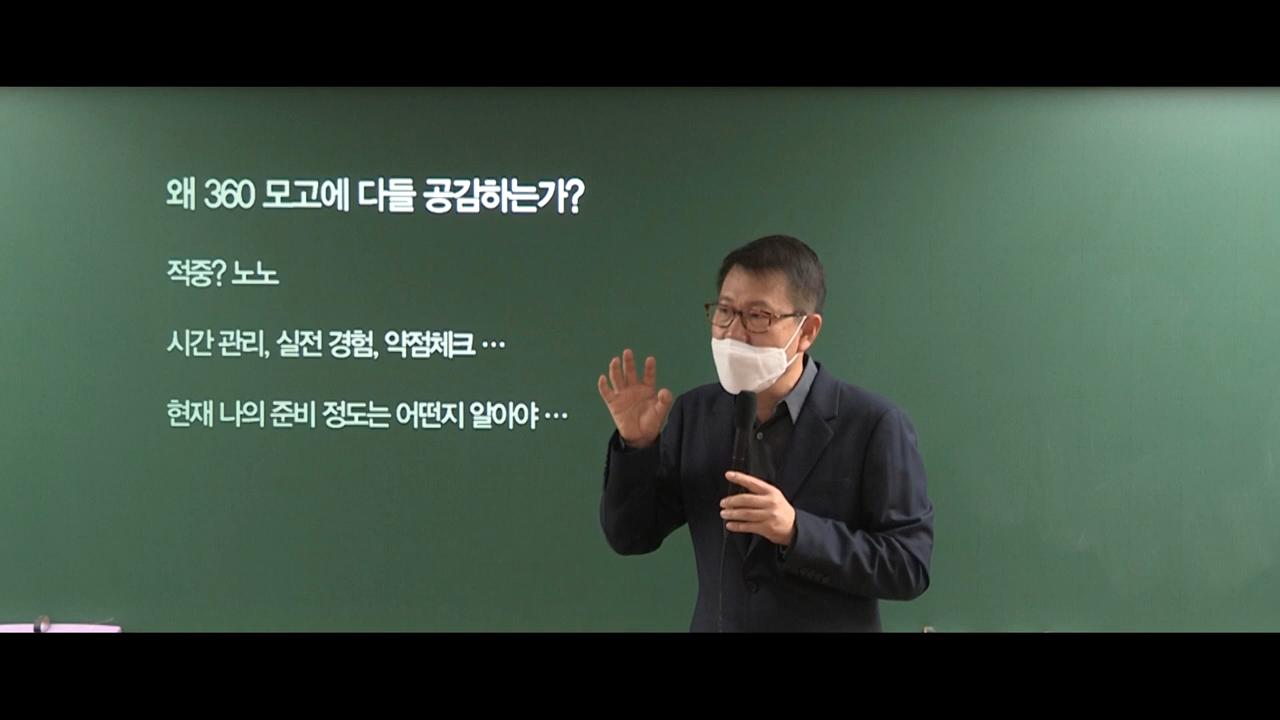 왜 360 모고에 다들 공감하는가?
적중? 노노
시간 관리, 실전 경험, 약점체크 …
현재 나의 준비 정도는 어떤지 알아야 …